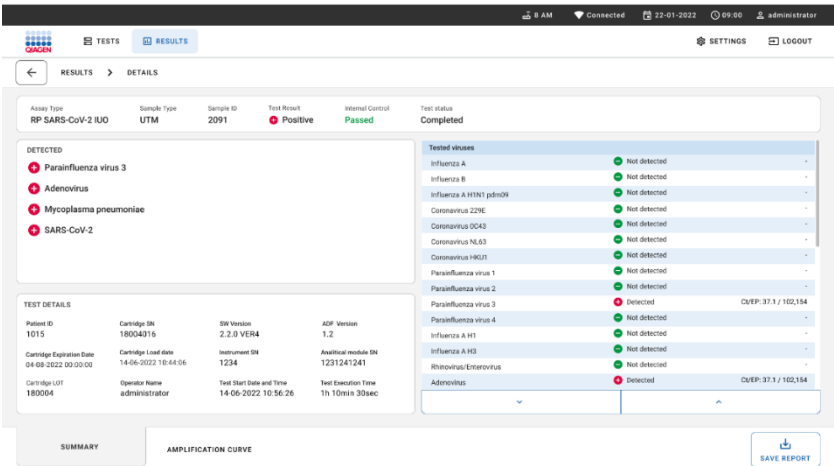 8 AM Connected 22-01-2022 09:00 administrator
QIAGEN TESTS RESULTS SETTINGS LOGOUT
RESULTS > DETAILS
Assay Type Sample Type Sample ID Test Result Internal Control Test status
RP SARS-CoV-2 IUO UTM 2091 Positive Passed Completed
DETECTED
Parainfluenza virus 3
Adenovirus
Mycoplasma pneumoniae
SARS-CoV-2
TEST DETAILS
Patient ID Cartridge SN SW Version ADF Version
1015 18004016 2.2.0 VER4 1.2
Cartridge Expiration Date Cartridge Load date Instrument SN Analitical module SN
04-08-2022 00:00:00 14-06-2022 10:44:06 1234 1231241241
Cartridge LOT Operator Name Test Start Date and Time Test Execution Time
180004 administrator 14-06-2022 10:56:26 1h 10min 30sec
Tested viruses
Influenza A Not detected -
Influenza B Not detected -
Influenza A H1N1 pdm09 Not detected -
Coronavirus 229E Not detected -
Coronavirus OC43 Not detected -
Coronavirus NL63 Not detected -
Coronavirus HKU1 Not detected -
Parainfluenza virus 1 Not detected -
Parainfluenza virus 2 Not detected -
Parainfluenza virus 3 Detected Ct/EP: 37.1 / 102,154
Parainfluenza virus 4 Not detected -
Influenza A H1 Not detected -
Influenza A H3 Not detected -
Rhinovirus/Enterovirus Not detected -
Adenovirus Detected Ct/EP: 37.1 / 102,154
SUMMARY AMPLIFICATION CURVE SAVE REPORT